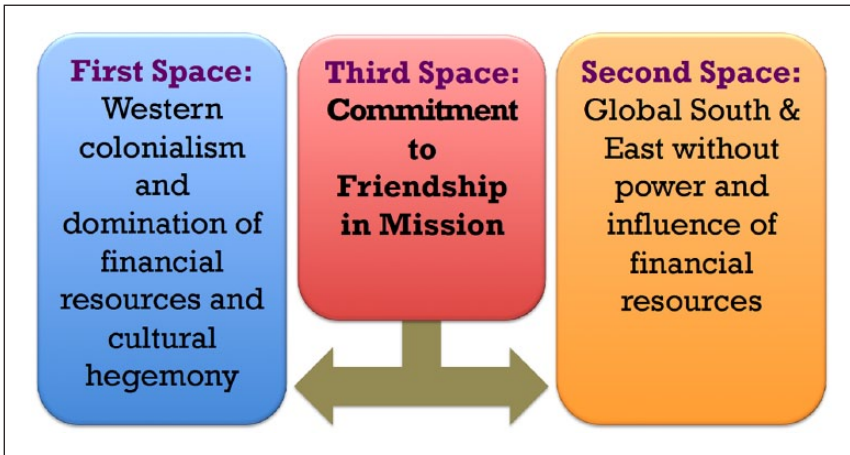 First Space:
Western
colonialism
and
domination of
financial
resources and
cultural
hegemony
Third Space:
Commitment
to
Friendship
in Mission
Second Space:
Global South &
East without
power and
influence of
financial
resources